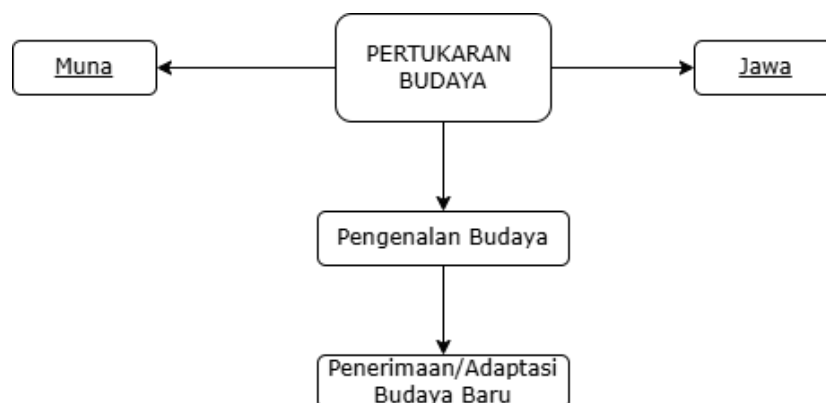 PERTUKARAN
BUDAYA
Muna
Jawa
Pengenalan Budaya
Penerimaan/Adaptasi
Budaya Baru